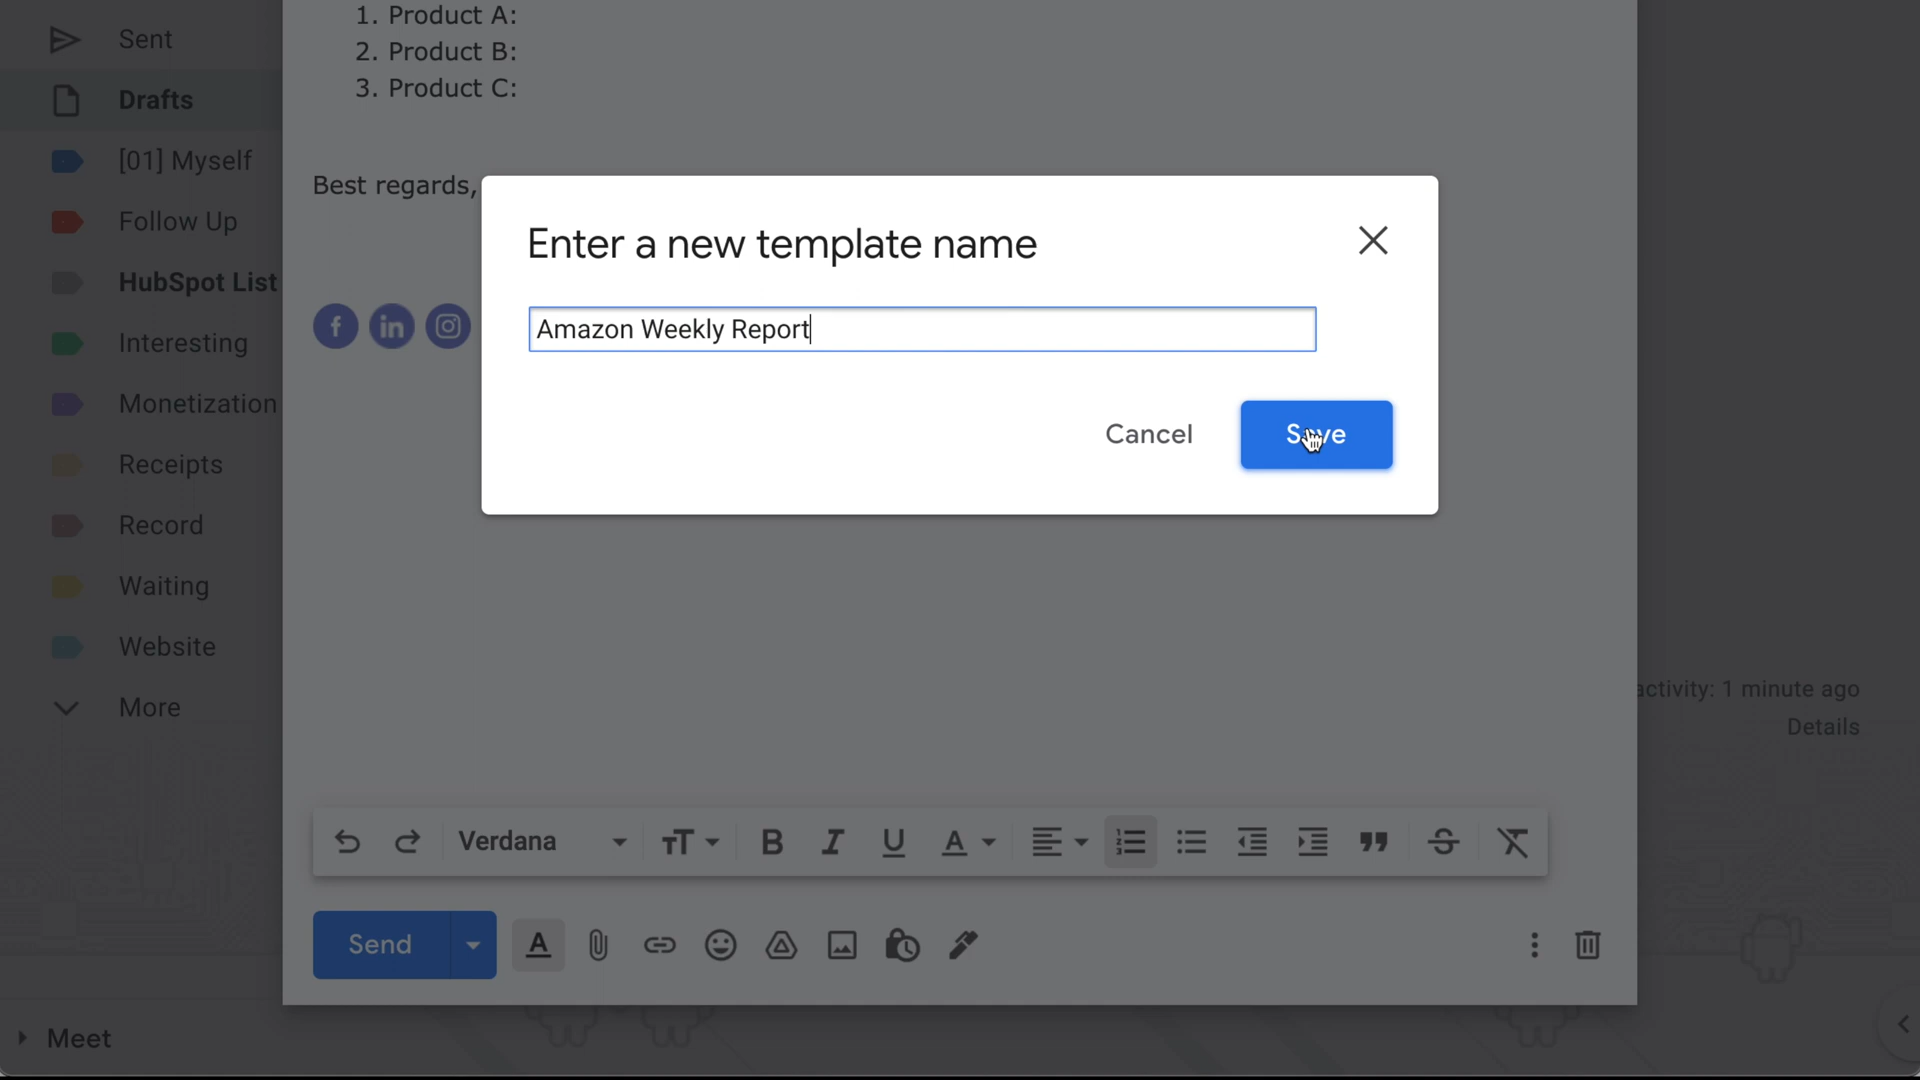 Sent
Drafts
[01] Myself
Follow Up
HubSpot List
Interesting
Monetization
Receipts
Record
Waiting
Website
More
Meet
1. Product A:
2. Product B:
3. Product C:
Best regards,
Enter a new template name
Amazon Weekly Report
Cancel
Save
activity: 1 minute ago
Details
Verdana
Send